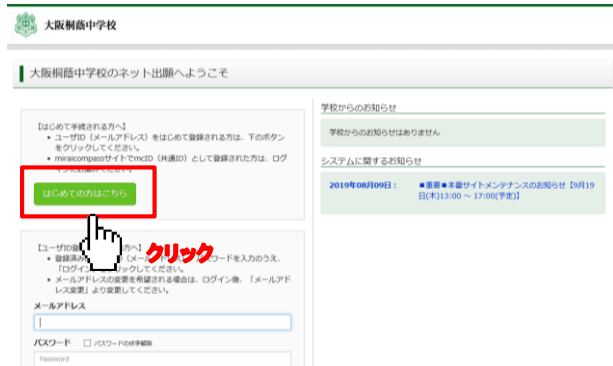 大阪桐蔭中学校
大阪桐蔭中学校のネット出願へようこそ
【はじめて手続される方へ】
• ユーザID（メールアドレス）をはじめて登録される方は、下のボタン
をクリックしてください。
• miraicompassサイトでmcID（共通ID）として登録された方は、ログ
はじめての方はこちら
クリック
【ユーザID登 方へ】
• 登録済み （メー ワードを入力のうえ、
「ログイン ックしてください。
• メールアドレスの変更を希望される場合は、ログイン後、「メールアド
レス変更」より変更してください。
メールアドレス
パスワード □ パスワードの伏字解除
Password
学校からのお知らせ
学校からのお知らせはありません
システムに関するお知らせ
2019年08月09日： ■重要■本番サイトメンテナンスのお知らせ【9月19
日(木)13:00 ～ 17:00(予定)】